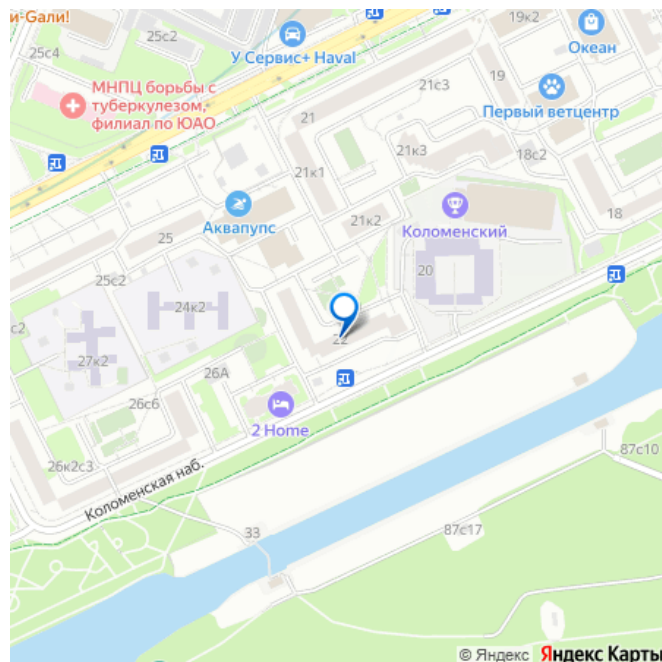 и-Gали!
25с4
25с2
У Сервис+ Haval
19к2
Океан
МНПЦ борьбы с
туберкулезом,
филиал по ЮАО
21с3
19
Первый ветцентр
21
21к1
21к3
18с2
Аквапупс
21к2
Коломенский
18
25
25с2
20
24к2
с2
27к2
22
26А
26с6
2 Home
26к2с3
Коломенская наб.
33
87с10
87с17
© Яндекс Яндекс Карты